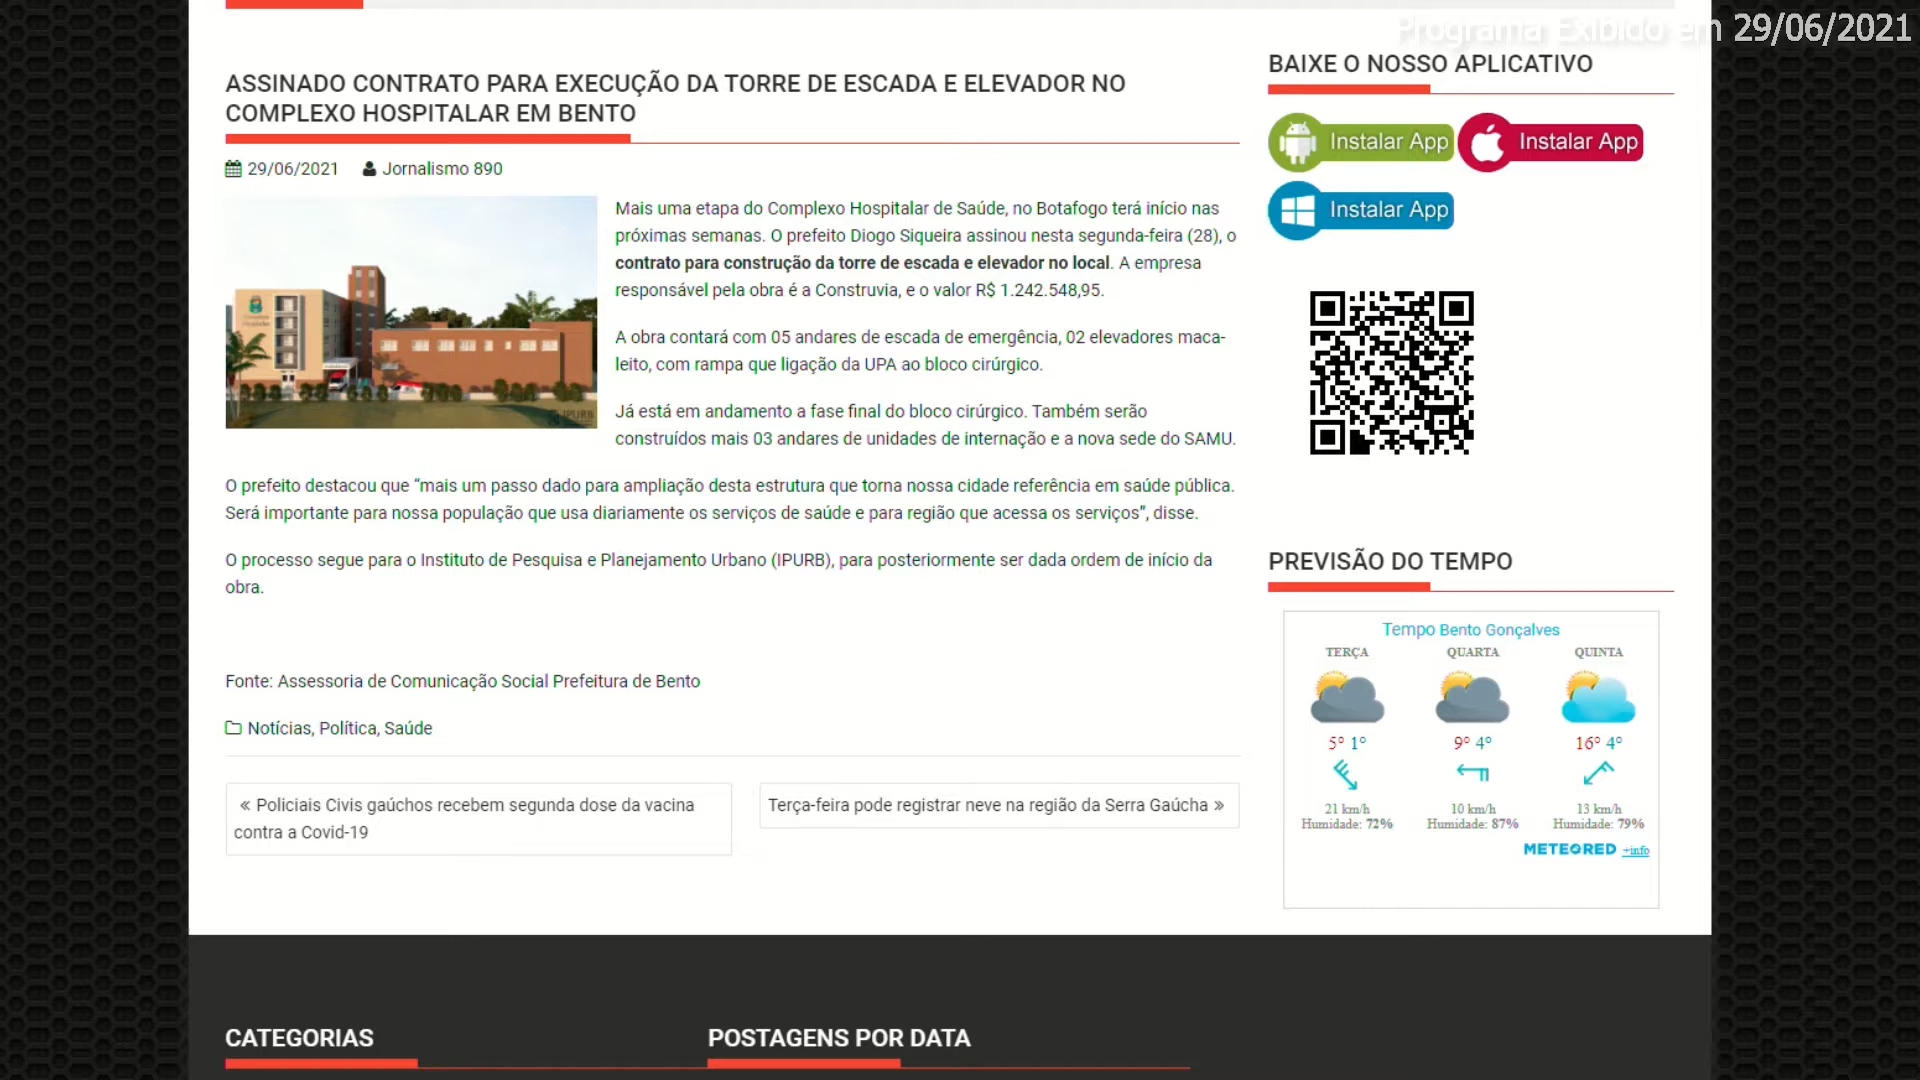 Programa Exibido em 29/06/2021
ASSINADO CONTRATO PARA EXECUÇÃO DA TORRE DE ESCADA E ELEVADOR NO
COMPLEXO HOSPITALAR EM BENTO
29/06/2021 Jornalismo 890
Mais uma etapa do Complexo Hospitalar de Saúde, no Botafogo terá início nas
próximas semanas. O prefeito Diogo Siqueira assinou nesta segunda-feira (28), o
contrato para construção da torre de escada e elevador no local. A empresa
responsável pela obra é a Construvia, e o valor R$ 1.242.548,95.
A obra contará com 05 andares de escada de emergência, 02 elevadores maca-
leito, com rampa que ligação da UPA ao bloco cirúrgico.
Já está em andamento a fase final do bloco cirúrgico. Também serão
construídos mais 03 andares de unidades de internação e a nova sede do SAMU.
IPURB
O prefeito destacou que “mais um passo dado para ampliação desta estrutura que torna nossa cidade referência em saúde pública.
Será importante para nossa população que usa diariamente os serviços de saúde e para região que acessa os serviços”, disse.
O processo segue para o Instituto de Pesquisa e Planejamento Urbano (IPURB), para posteriormente ser dada ordem de início da
obra.
Fonte: Assessoria de Comunicação Social Prefeitura de Bento
Notícias, Política, Saúde
« Policiais Civis gaúchos recebem segunda dose da vacina
contra a Covid-19
Terça-feira pode registrar neve na região da Serra Gaúcha »
BAIXE O NOSSO APLICATIVO
Instalar App
Instalar App
Instalar App
PREVISÃO DO TEMPO
Tempo Bento Gonçalves
TERÇA QUARTA QUINTA
5° 1° 9° 4° 16° 4°
21 km/h 10 km/h 13 km/h
Humidade: 72% Humidade: 87% Humidade: 79%
METEORED +info
CATEGORIAS
POSTAGENS POR DATA